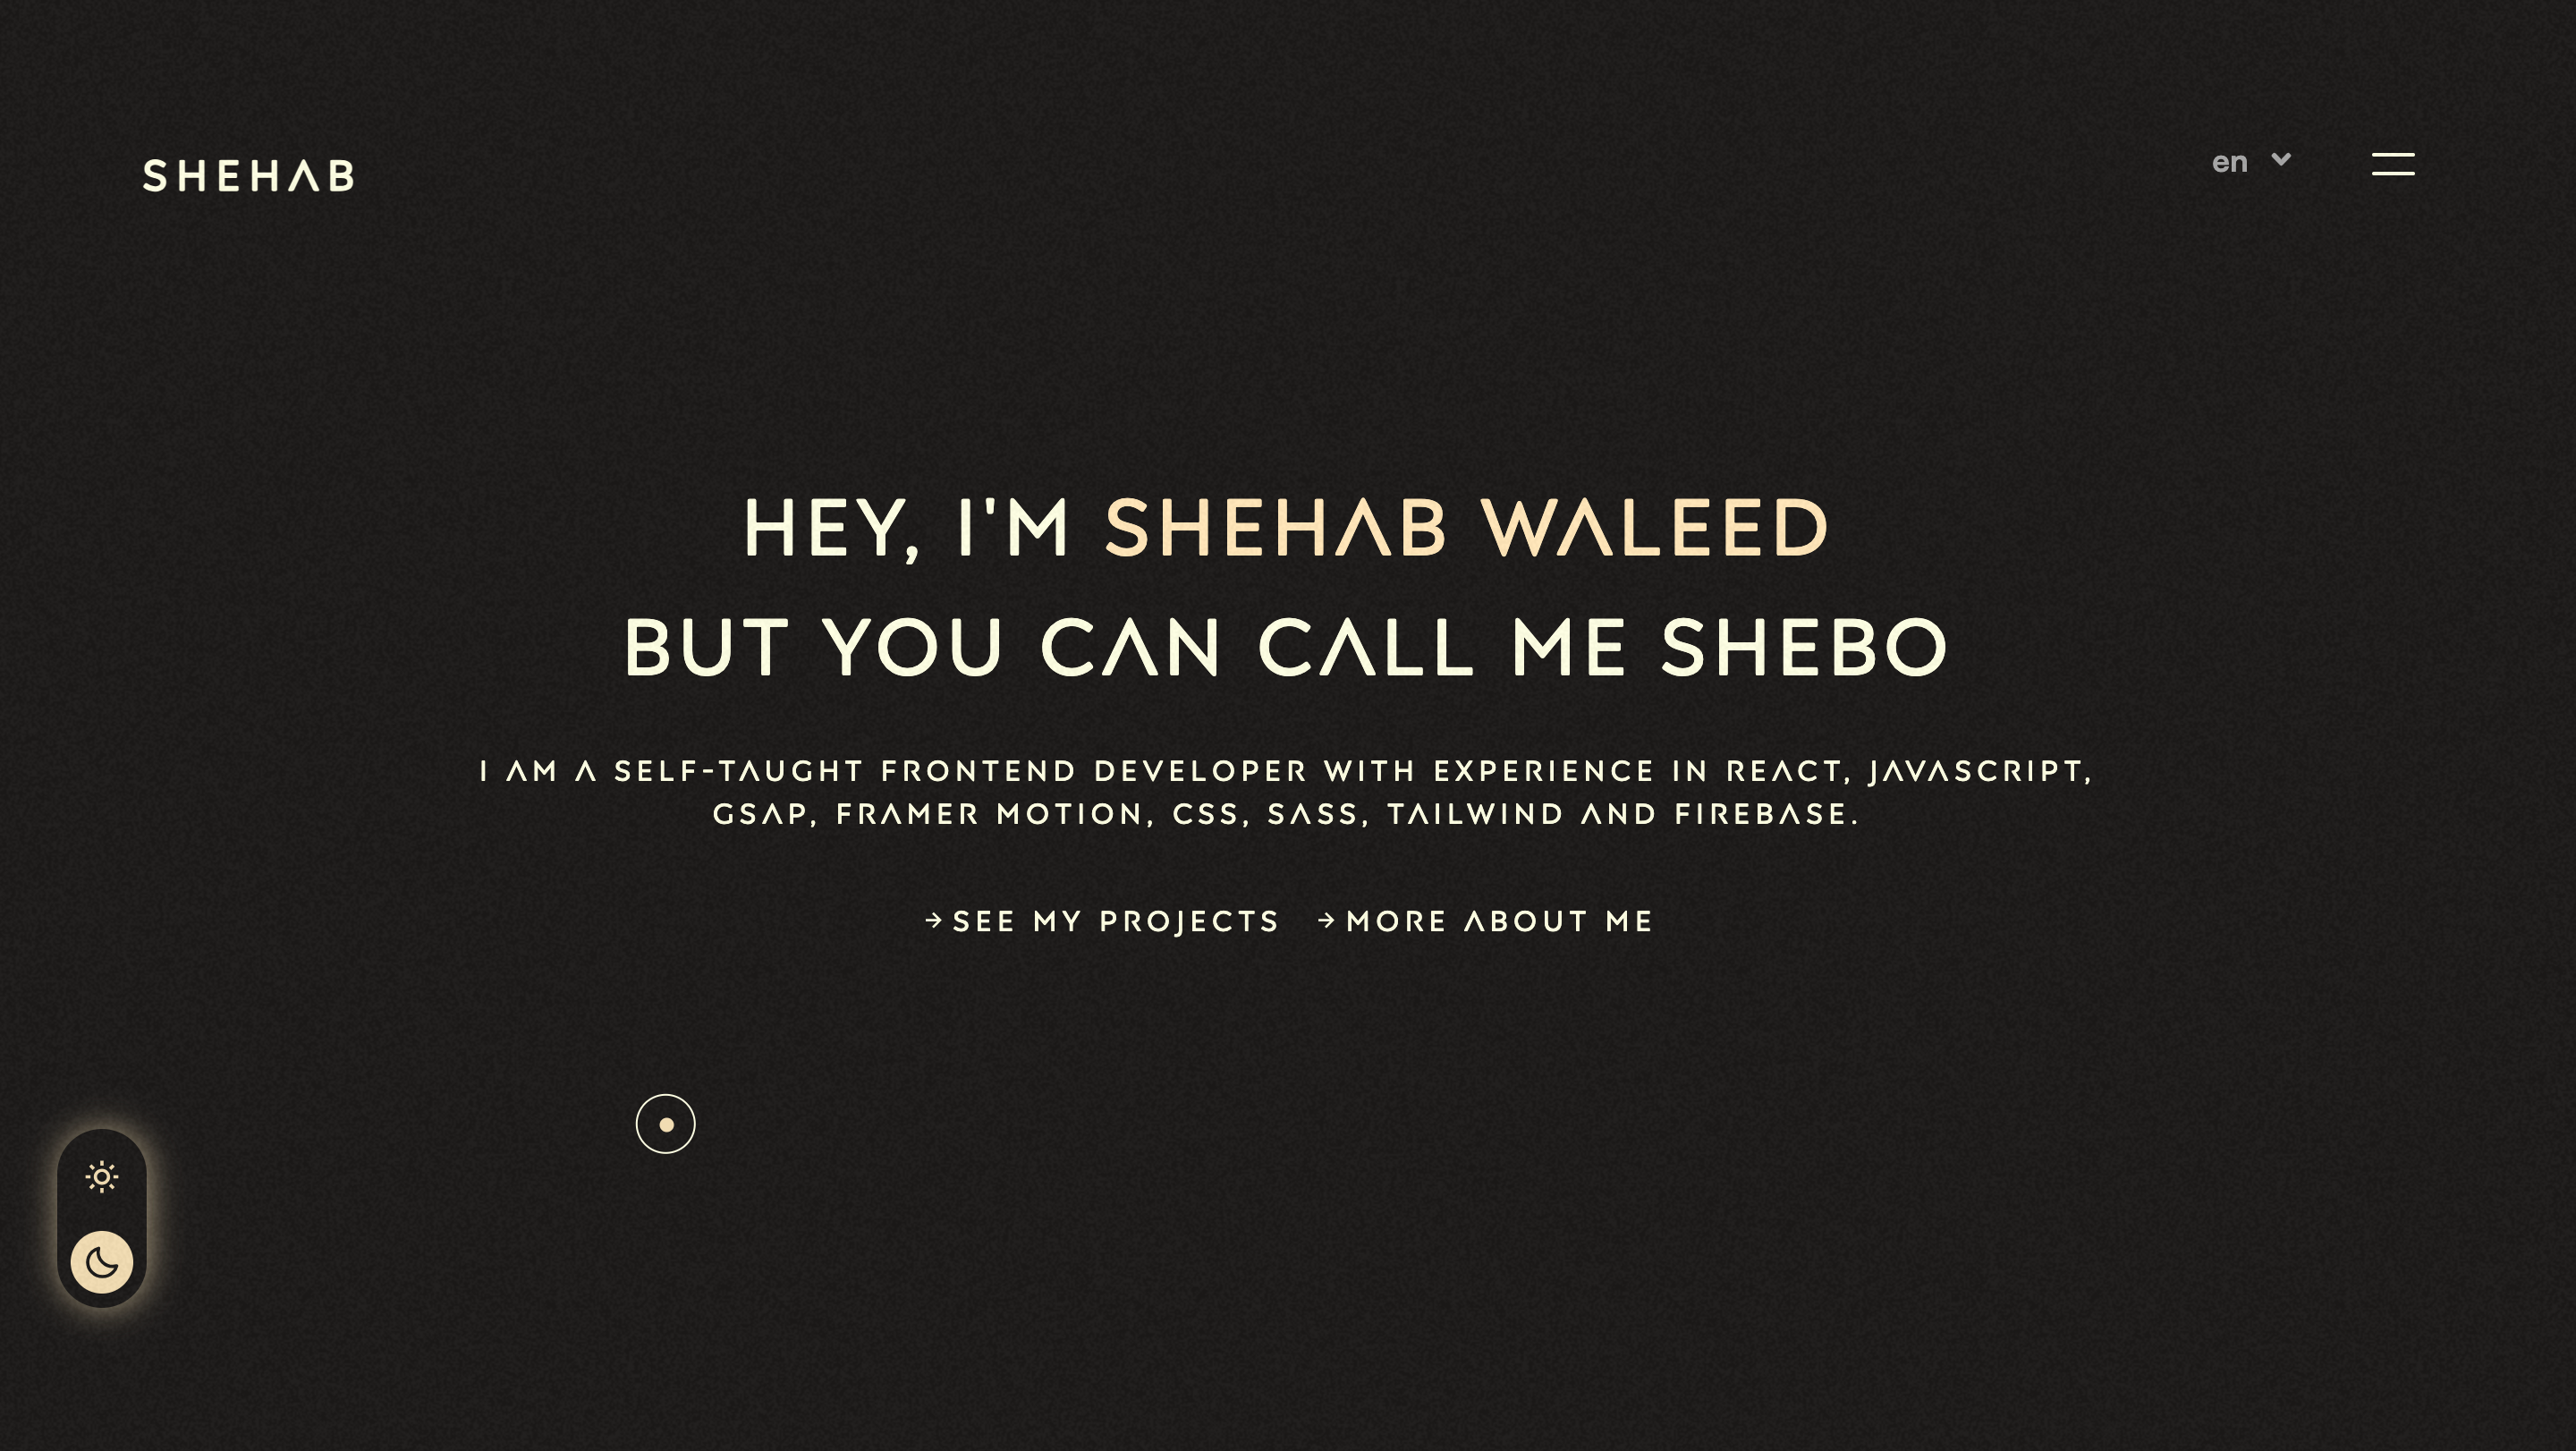 SHEHAB
en
HEY, I'M SHEHAB WALEED
BUT YOU CAN CALL ME SHEBO
I AM A SELF-TAUGHT FRONTEND DEVELOPER WITH EXPERIENCE IN REACT, JAVASCRIPT,
GSAP, FRAMER MOTION, CSS, SASS, TAILWIND AND FIREBASE.
→ SEE MY PROJECTS → MORE ABOUT ME